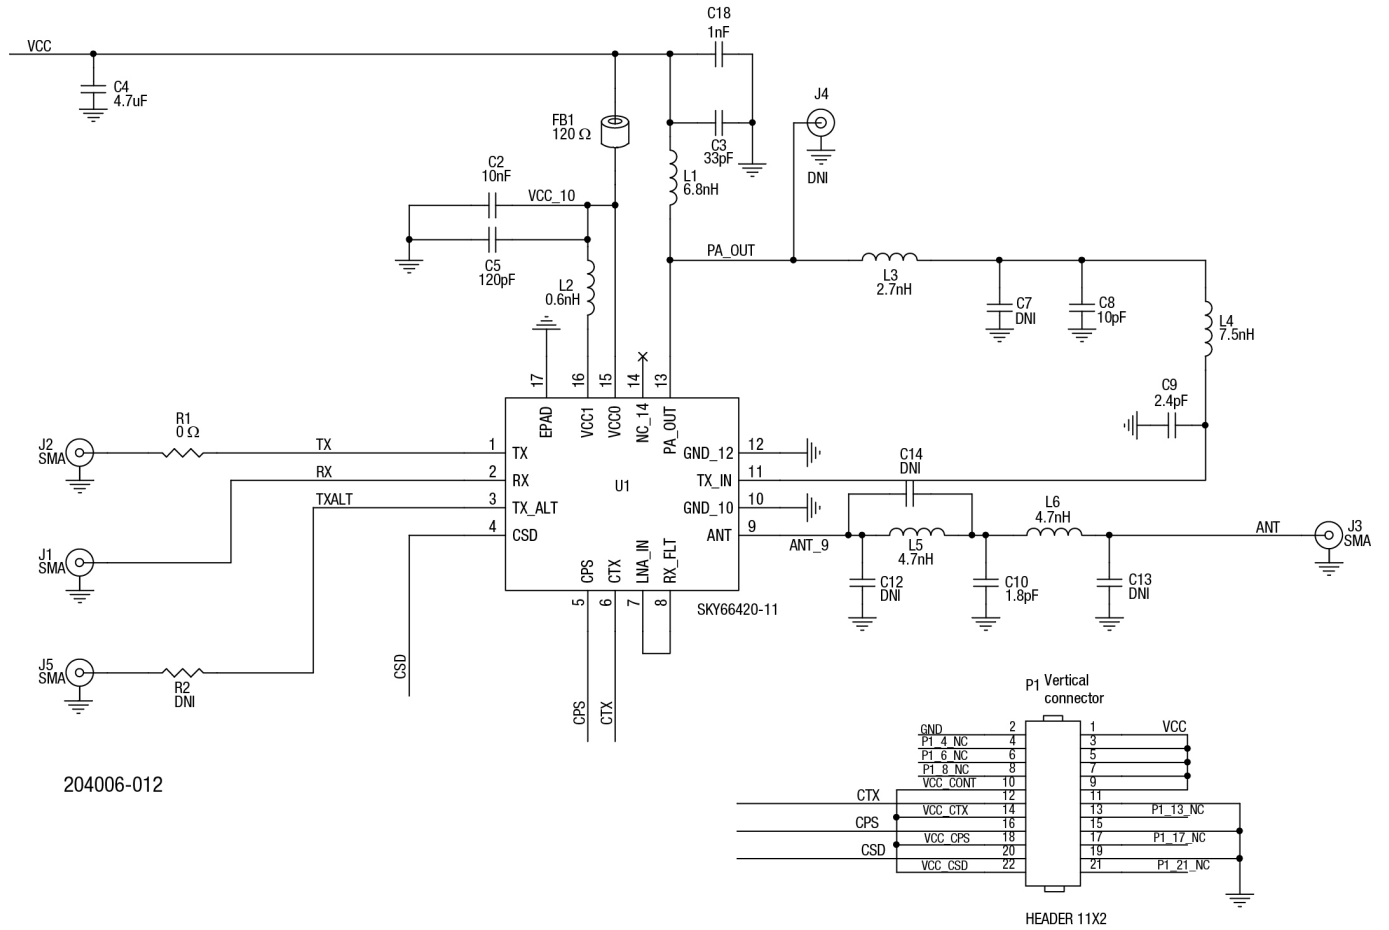 C18
1nF
VCC
C4
4.7uF
FB1
120 Ω
C3
33pF
J4
DNI
C2
10nF
VCC_10
L1
6.8nH
C5
120pF
PA_OUT
L2
0.6nH
L3
2.7nH
C7
DNI
C8
10pF
L4
7.5nH
17
16
15
14
13
C9
2.4pF
EPAD
VCC1
VCC0
NC_14
PA_OUT
J2
SMA
R1
0 Ω
TX
1
TX
GND_12
12
RX
2
RX
U1
TX_IN
11
TXALT
3
TX_ALT
GND_10
10
4
CSD
ANT
9
C14
DNI
ANT_9
L5
4.7nH
L6
4.7nH
ANT
J3
SMA
J1
SMA
CPS
CTX
LNA_IN
RX_FLT
5
6
7
8
SKY66420-11
C12
DNI
C10
1.8pF
C13
DNI
J5
SMA
R2
DNI
CSD
CPS
CTX
P1 Vertical
connector
GND 2 1 VCC
P1_4_NC 4 3
P1_6_NC 6 5
P1_8_NC 8 7
VCC_CONT 10 9
CTX 12 11
VCC_CTX 14 13 P1_13_NC
CPS 16 15
VCC_CPS 18 17 P1_17_NC
CSD 20 19
VCC_CSD 22 21 P1_21_NC
HEADER 11X2
204006-012